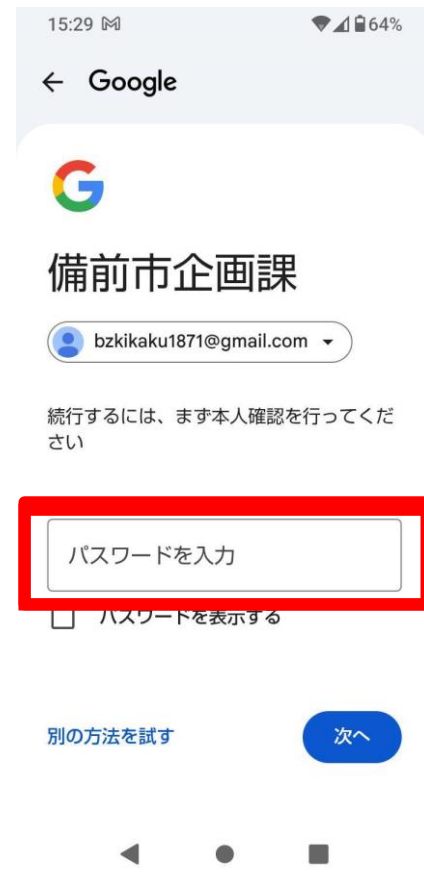 15:29
64%
← Google
G
備前市企画課
bzkikaku1871@gmail.com
続行するには、まず本人確認を行ってくだ
さい
パスワードを入力
パスワードを表示する
別の方法を試す
次へ